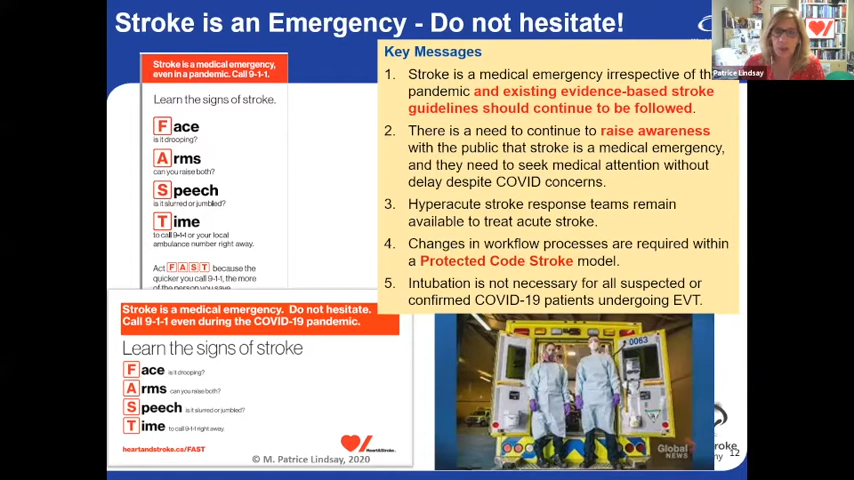 Stroke is an Emergency - Do not hesitate!
Stroke is a medical emergency,
even in a pandemic. Call 9-1-1.
Learn the signs of stroke.
Face
is it drooping?
Arms
can you raise both?
Speech
is it slurred or jumbled?
Time
to call 9-1-1 or your local
ambulance number right away.
Act FAST because the
quicker you call 9-1-1, the more
of the person you save
Key Messages
1. Stroke is a medical emergency irrespective of th
pandemic and existing evidence-based stroke
guidelines should continue to be followed.
2. There is a need to continue to raise awareness
with the public that stroke is a medical emergency,
and they need to seek medical attention without
delay despite COVID concerns.
3. Hyperacute stroke response teams remain
available to treat acute stroke.
4. Changes in workflow processes are required within
a Protected Code Stroke model.
5. Intubation is not necessary for all suspected or
confirmed COVID-19 patients undergoing EVT.
Patrice Lindsay
Stroke is a medical emergency. Do not hesitate.
Call 9-1-1 even during the COVID-19 pandemic.
Learn the signs of stroke
Face is it drooping?
Arms can you raise both?
Speech is it slurred or jumbled?
Time to call 9-1-1 right away.
heartandstroke.ca/FAST
Heart&Stroke.
© M. Patrice Lindsay, 2020
0063
Global
NEWS
troke
ny
12